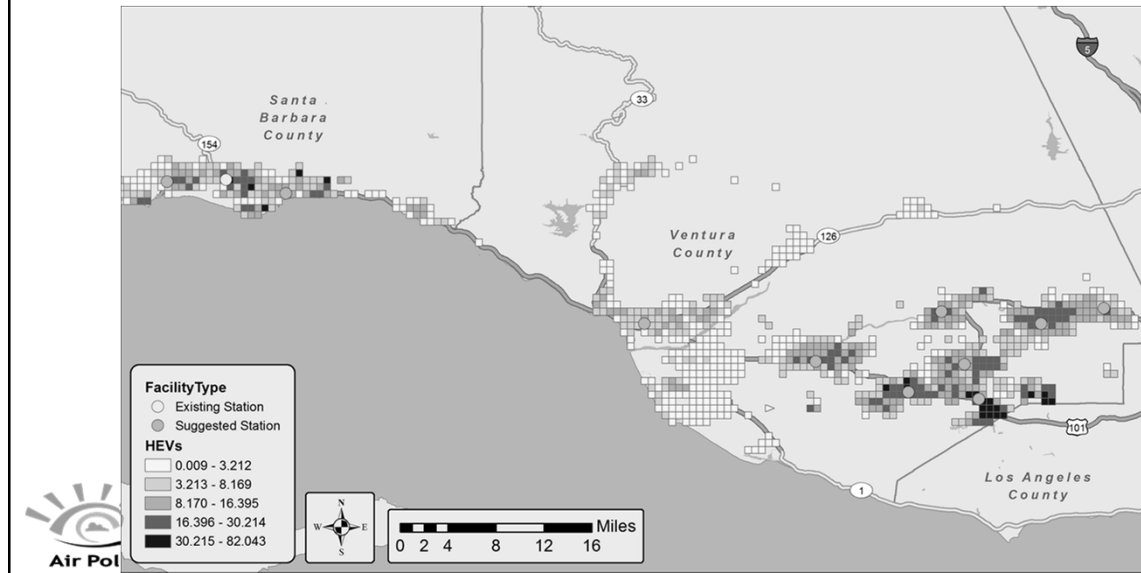 5
33
Santa
Barbara
County
154
Ventura
County
126
FacilityType
Existing Station
Suggested Station
HEVs
0.009 - 3.212
3.213 - 8.169
8.170 - 16.395
16.396 - 30.214
30.215 - 82.043
101
Los Angeles
County
1
N
W E
S
Miles
0 2 4 8 12 16
Air Pol